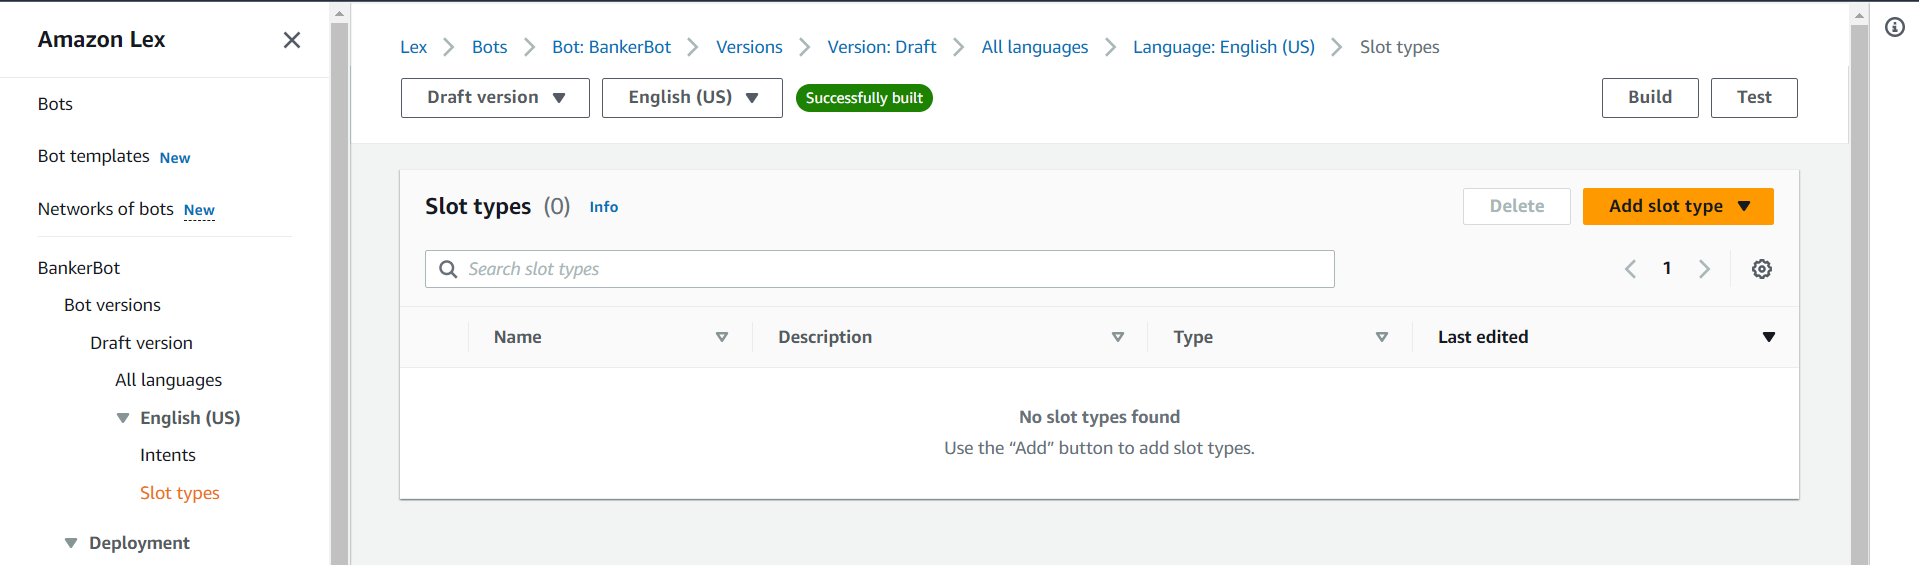 Amazon Lex
Bots
Bot templates New
Networks of bots New
BankerBot
Bot versions
Draft version
All languages
English (US)
Intents
Slot types
Deployment
Lex Bots Bot: BankerBot Versions Version: Draft All languages Language: English (US) Slot types
Draft version English (US) Successfully built Build Test
Slot types (0) Info Delete Add slot type
Search slot types 1
Name Description Type Last edited
No slot types found
Use the “Add” button to add slot types.